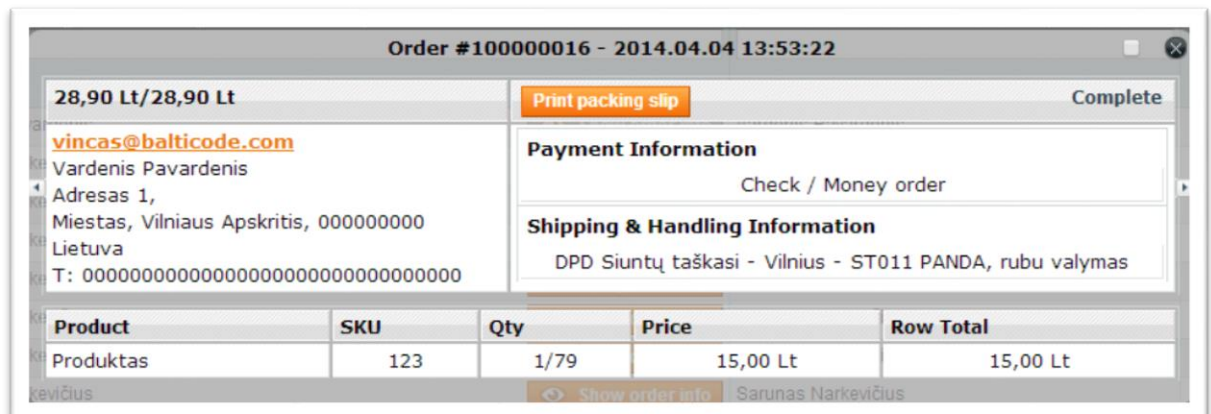 Order #100000016 - 2014.04.04 13:53:22
28,90 Lt/28,90 Lt
Print packing slip
Complete
vincas@balticode.com
Vardenis Pavardenis
Adresas 1,
Miestas, Vilniaus Apskritis, 000000000
Lietuva
T: 00000000000000000000000000000000
Payment Information
Check / Money order
Shipping & Handling Information
DPD Siuntų taškasi - Vilnius - ST011 PANDA, rubu valymas
Product SKU Qty Price Row Total
Produktas 123 1/79 15,00 Lt 15,00 Lt
kevičius Show order info Sarunas Narkevičius